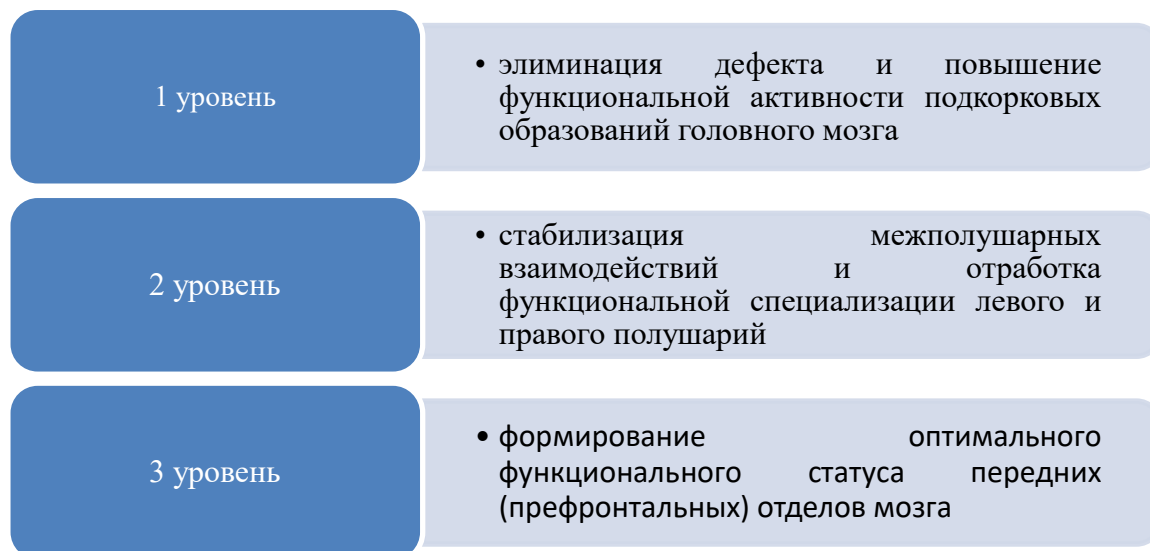 1 уровень
• элиминация дефекта и повышение
функциональной активности подкорковых
образований головного мозга
2 уровень
• стабилизация межполушарных
взаимодействий и отработка
функциональной специализации левого и
правого полушарий
3 уровень
• формирование оптимального
функционального статуса передних
(префронтальных) отделов мозга